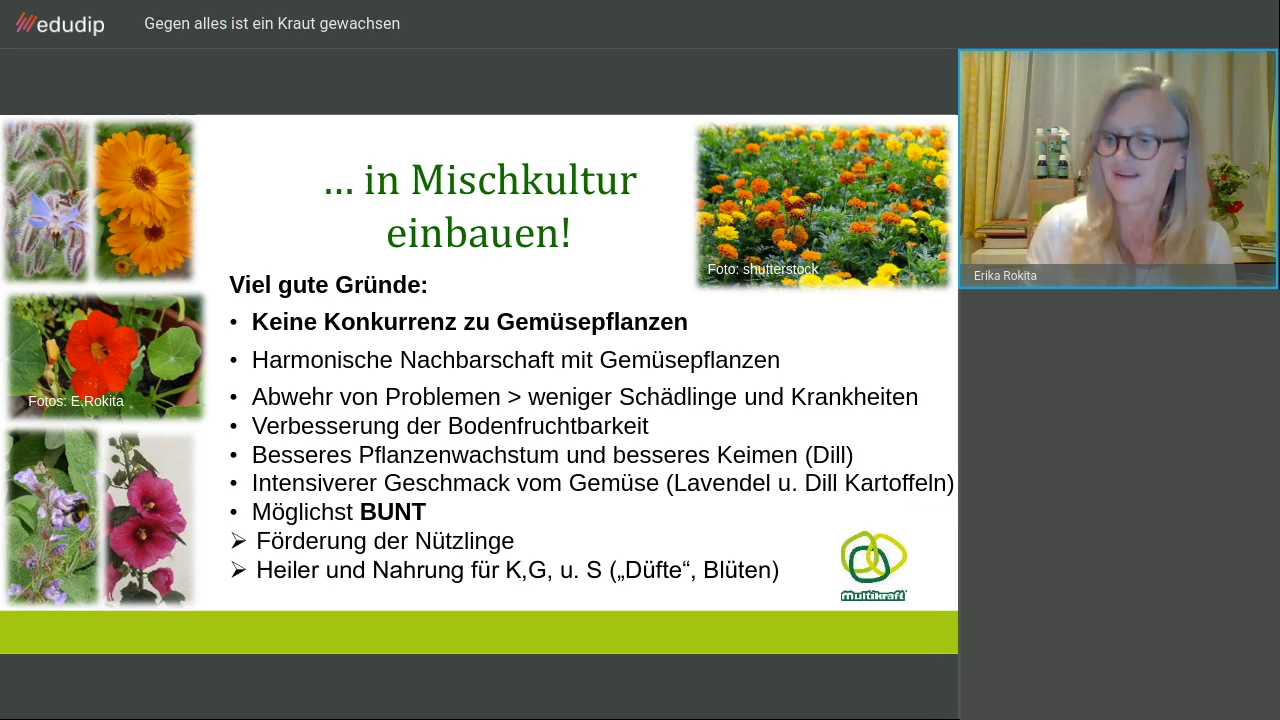 edudip
Gegen alles ist ein Kraut gewachsen
... in Mischkultur
einbauen!
Foto: shutterstock
Erika Rokita
Viel gute Gründe:
• Keine Konkurrenz zu Gemüsepflanzen
• Harmonische Nachbarschaft mit Gemüsepflanzen
Fotos: E.Rokita
• Abwehr von Problemen > weniger Schädlinge und Krankheiten
• Verbesserung der Bodenfruchtbarkeit
• Besseres Pflanzenwachstum und besseres Keimen (Dill)
• Intensiverer Geschmack vom Gemüse (Lavendel u. Dill Kartoffeln)
• Möglichst BUNT
➢ Förderung der Nützlinge
➢ Heiler und Nahrung für K,G, u. S („Düfte“, Blüten)
multikraft